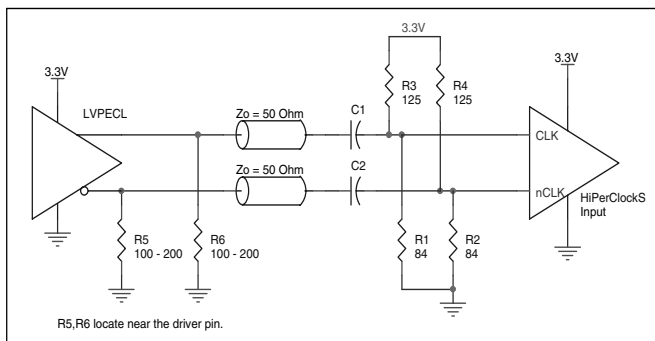 3.3V
3.3V
3.3V
R3
125
R4
125
LVPECL
Zo = 50 Ohm
C1
CLK
Zo = 50 Ohm
C2
nCLK
HiPerClockS
Input
R5
100 - 200
R6
100 - 200
R1
84
R2
84
R5,R6 locate near the driver pin.